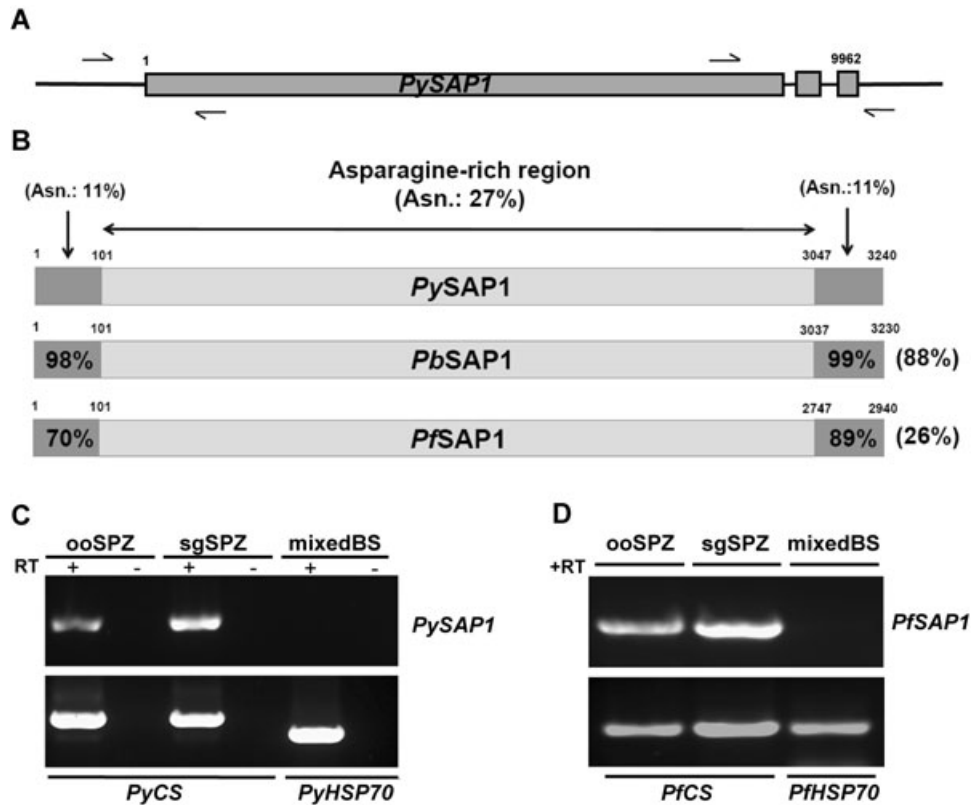 A
1
9962
PySAP1
B
Asparagine-rich region
(Asn.: 27%)
(Asn.: 11%)
(Asn.:11%)
1 101 3047 3240
PySAP1
1 101 3037 3230
98% PbSAP1 99% (88%)
1 101 2747 2940
70% PfSAP1 89% (26%)
C
ooSPZ sgSPZ mixedBS
RT + - + - + -
PySAP1
PyCS PyHSP70
D
ooSPZ sgSPZ mixedBS
+RT
PfSAP1
PfCS PfHSP70